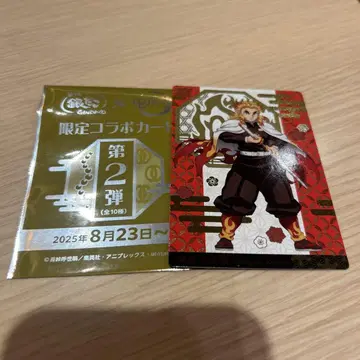 限定コラボカー
第
2
弾
(全10種)
2025年 8月23日～
©吾峠呼世晴／集英社・アニプレックス・